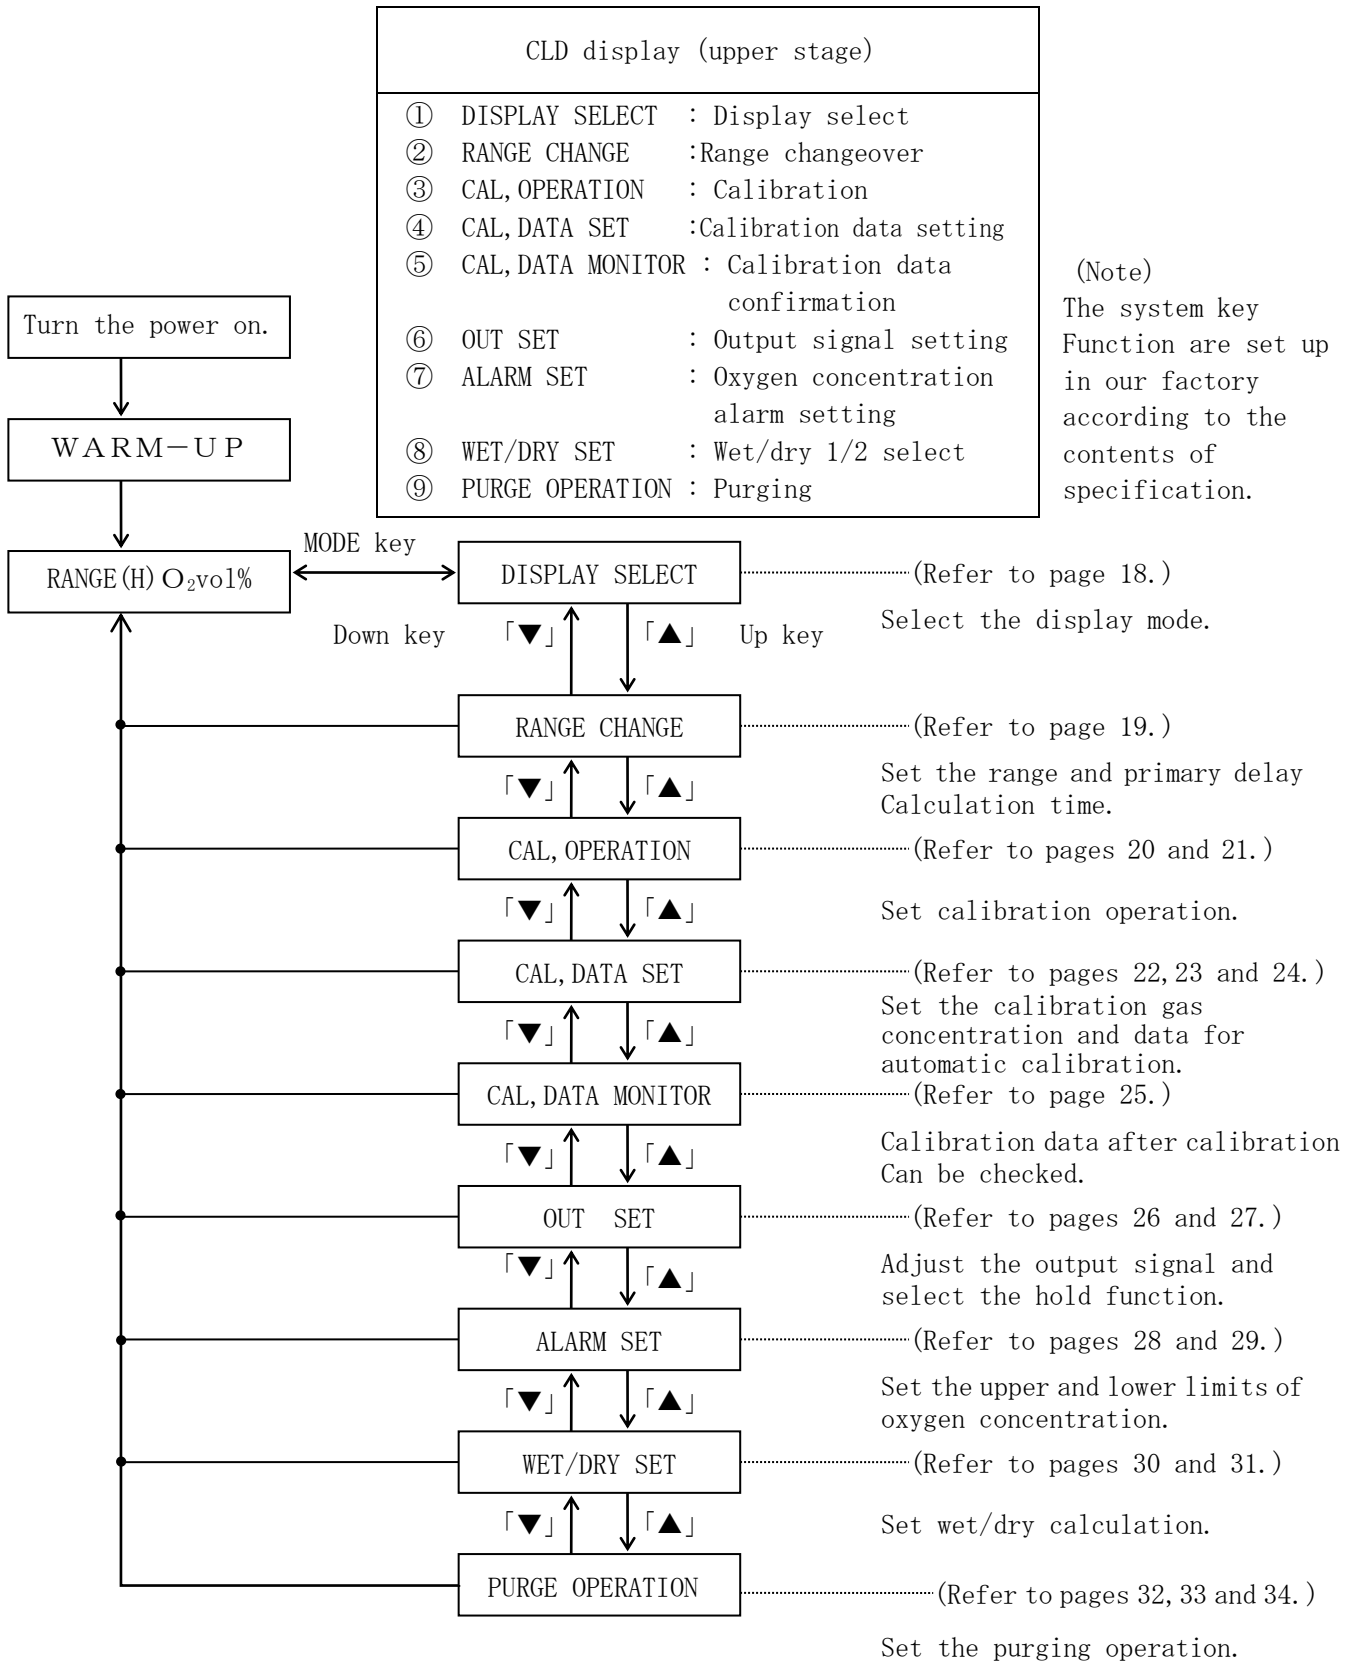 CLD display (upper stage)
① DISPLAY SELECT : Display select
② RANGE CHANGE :Range changeover
③ CAL,OPERATION : Calibration
④ CAL,DATA SET :Calibration data setting
⑤ CAL,DATA MONITOR : Calibration data
confirmation
⑥ OUT SET : Output signal setting
⑦ ALARM SET : Oxygen concentration
alarm setting
⑧ WET/DRY SET : Wet/dry 1/2 select
⑨ PURGE OPERATION : Purging
(Note)
The system key
Function are set up
in our factory
according to the
contents of
specification.
Turn the power on.
WARM-UP
RANGE(H) O₂vol%
MODE key
DISPLAY SELECT
(Refer to page 18.)
Select the display mode.
Down key 「▼」 「▲」 Up key
RANGE CHANGE
(Refer to page 19.)
Set the range and primary delay
Calculation time.
「▼」 「▲」
CAL,OPERATION
(Refer to pages 20 and 21.)
Set calibration operation.
「▼」 「▲」
CAL,DATA SET
(Refer to pages 22,23 and 24.)
Set the calibration gas
concentration and data for
automatic calibration.
「▼」 「▲」
CAL,DATA MONITOR
(Refer to page 25.)
Calibration data after calibration
Can be checked.
「▼」 「▲」
OUT SET
(Refer to pages 26 and 27.)
Adjust the output signal and
select the hold function.
「▼」 「▲」
ALARM SET
(Refer to pages 28 and 29.)
Set the upper and lower limits of
oxygen concentration.
「▼」 「▲」
WET/DRY SET
(Refer to pages 30 and 31.)
Set wet/dry calculation.
「▼」 「▲」
PURGE OPERATION
(Refer to pages 32,33 and 34.)
Set the purging operation.